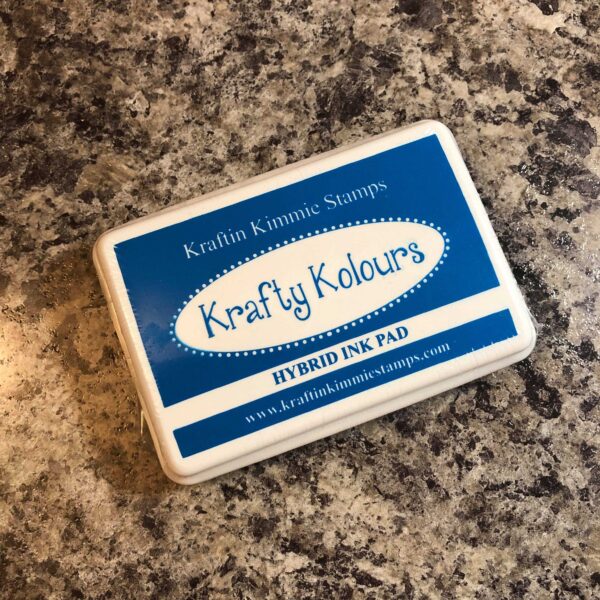 Kraftin Kimmie Stamps
Krafty Kolours
HYBRID INK PAD
www.kraftinkimmiestamps.com